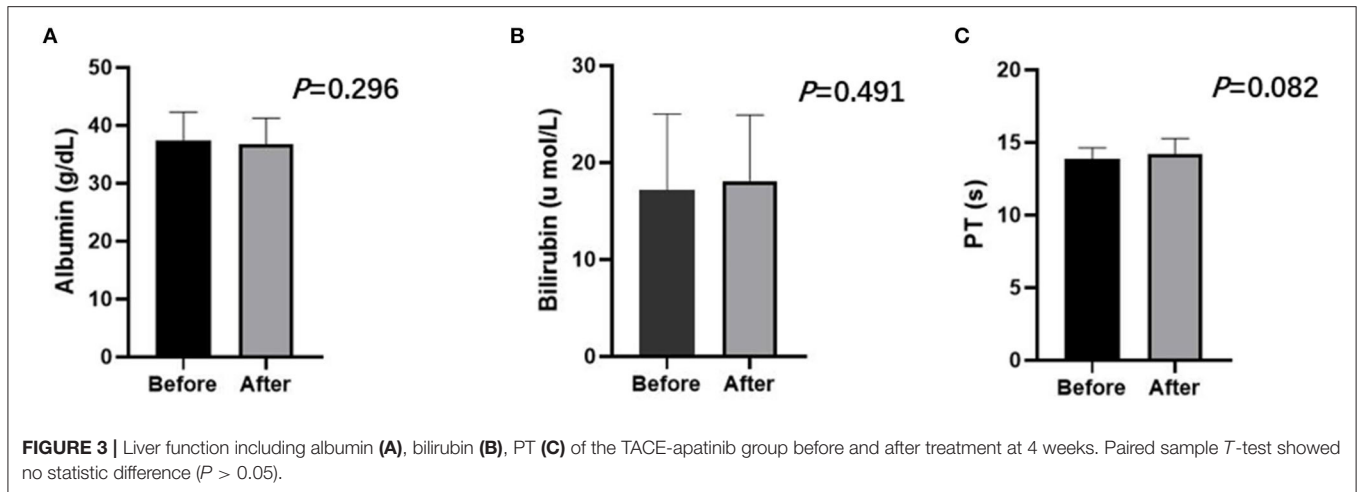 A
50
40
30
20
10
0
Albumin (g/dL)
P=0.296
Before After
B
30
20
10
0
Bilirubin (u mol/L)
P=0.491
Before After
C
20
15
10
5
0
PT (s)
P=0.082
Before After
FIGURE 3 | Liver function including albumin (A), bilirubin (B), PT (C) of the TACE-apatinib group before and after treatment at 4 weeks. Paired sample T-test showed
no statistic difference (P > 0.05).